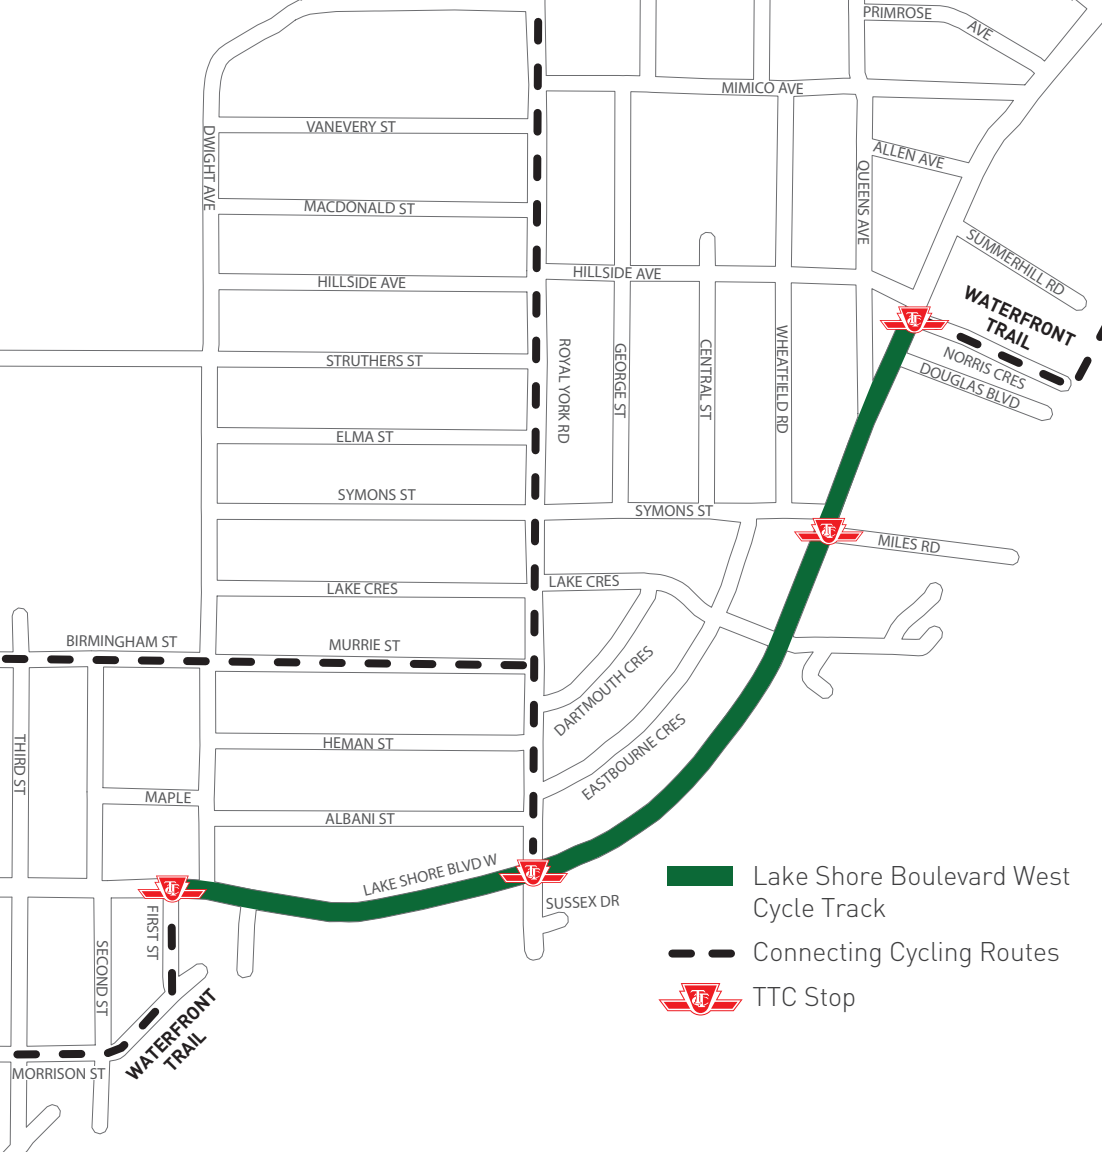 PRIMROSE
AVE
MIMICO AVE
VANEVERY ST
DWIGHT AVE
ALLEN AVE
QUEENS AVE
MACDONALD ST
SUMMERHILL RD
HILLSIDE AVE
HILLSIDE AVE
WATERFRONT
TRAIL
STRUTHERS ST
ROYAL YORK RD
GEORGE ST
CENTRAL ST
WHEATFIELD RD
NORRIS CRES
DOUGLAS BLVD
ELMA ST
SYMONS ST
SYMONS ST
MILES RD
LAKE CRES
LAKE CRES
BIRMINGHAM ST
MURRIE ST
DARTMOUTH CRES
EASTBOURNE CRES
THIRD ST
HEMAN ST
MAPLE
ALBANI ST
LAKE SHORE BLVD W
SUSSEX DR
FIRST ST
SECOND ST
WATERFRONT
TRAIL
MORRISON ST
Lake Shore Boulevard West
Cycle Track
Connecting Cycling Routes
TTC Stop